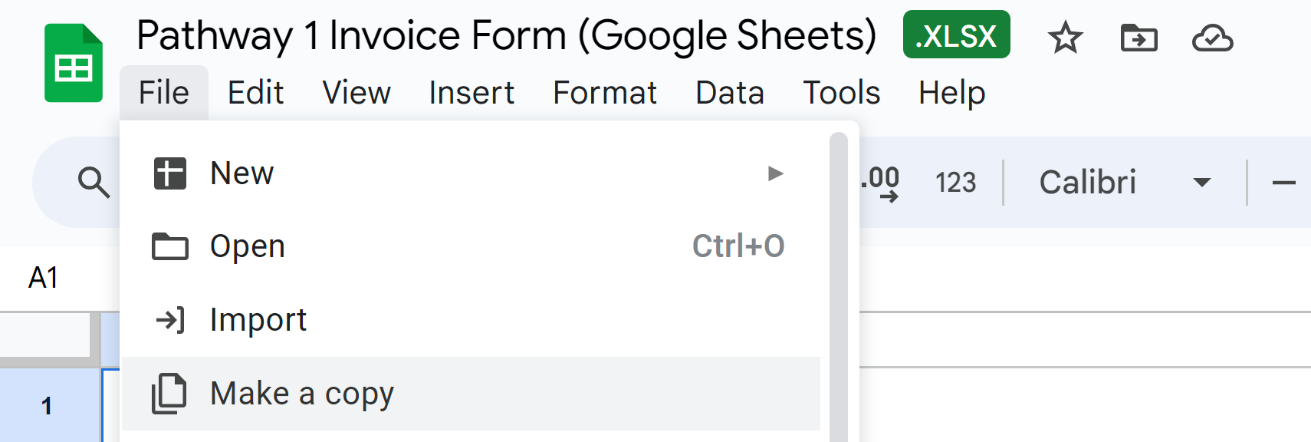 Pathway 1 Invoice Form (Google Sheets) .XLSX
File Edit View Insert Format Data Tools Help
New
.00 123 Calibri
Open Ctrl+O
A1
Import
Make a copy
1